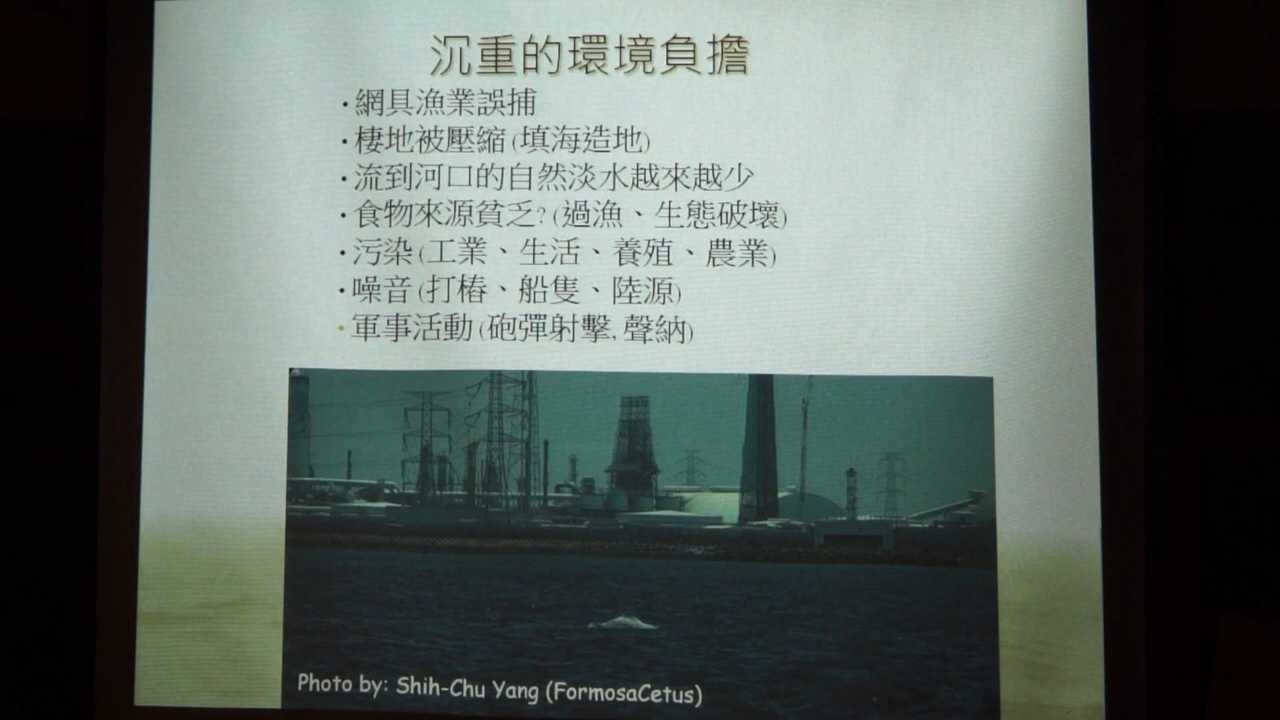 沉重的環境負擔
•網具漁業誤捕
•棲地被壓縮(填海造地)
•流到河口的自然淡水越來越少
•食物來源貧乏?(過漁、生態破壞)
•污染(工業、生活、養殖、農業)
•噪音(打樁、船隻、陸源)
•軍事活動(砲彈射擊,聲納)
Photo by: Shih-Chu Yang (FormosaCetus)